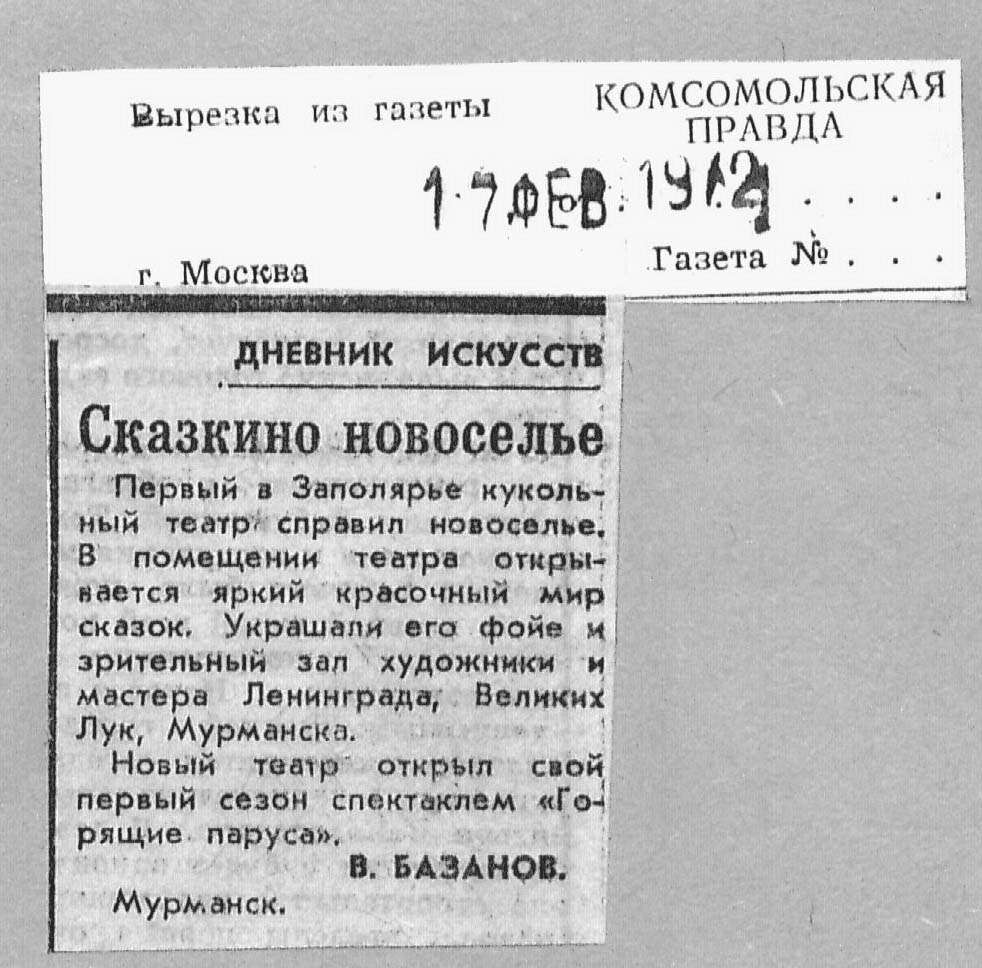 Вырезка из газеты
КОМСОМОЛЬСКАЯ
ПРАВДА
17 ФЕВ. 1972 . . . .
г. Москва
Газета № . . .
ДНЕВНИК ИСКУССТВ
Сказкино новоселье
Первый в Заполярье куколь-
ный театр справил новоселье.
В помещении театра откры-
вается яркий красочный мир
сказок. Украшали его фойе и
зрительный зал художники и
мастера Ленинграда, Великих
Лук, Мурманска.
Новый театр открыл свой
первый сезон спектаклем «Го-
рящие паруса».
В. БАЗАНОВ.
Мурманск.